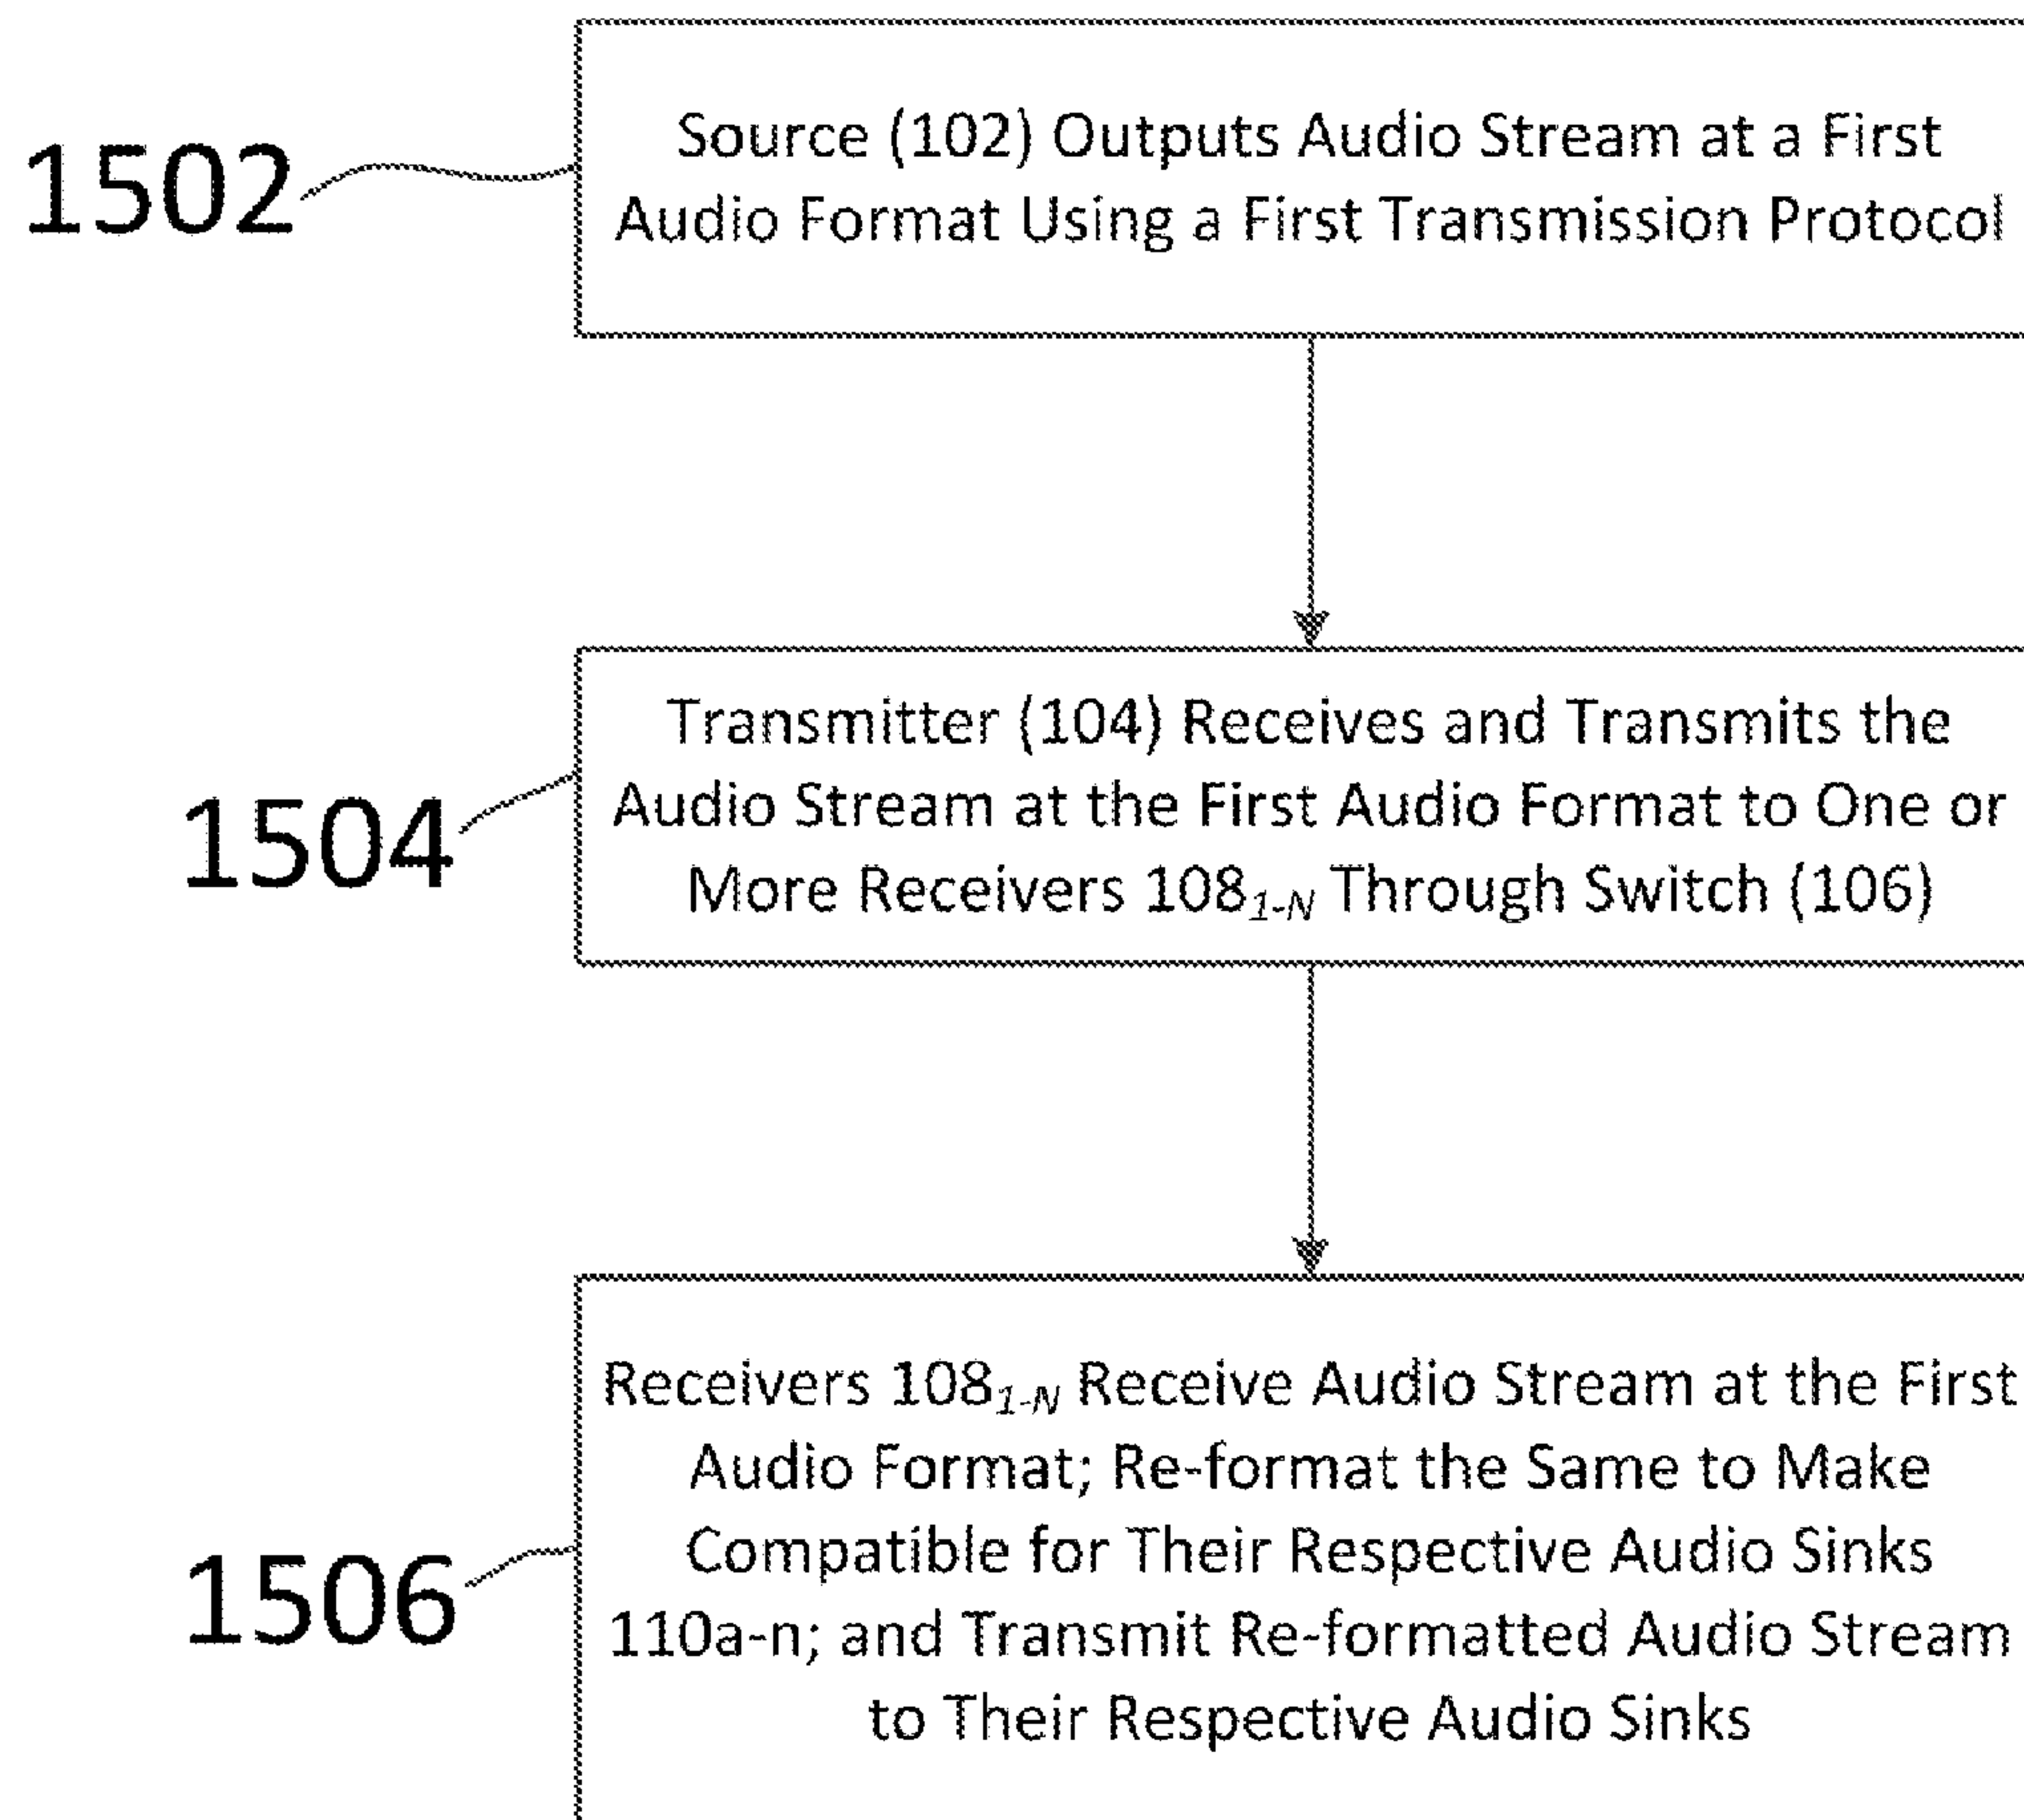 1502
Source (102) Outputs Audio Stream at a First
Audio Format Using a First Transmission Protocol
1504
Transmitter (104) Receives and Transmits the
Audio Stream at the First Audio Format to One or
More Receivers 108₁₋N Through Switch (106)
1506
Receivers 108₁₋N Receive Audio Stream at the First
Audio Format; Re-format the Same to Make
Compatible for Their Respective Audio Sinks
110a-n; and Transmit Re-formatted Audio Stream
to Their Respective Audio Sinks